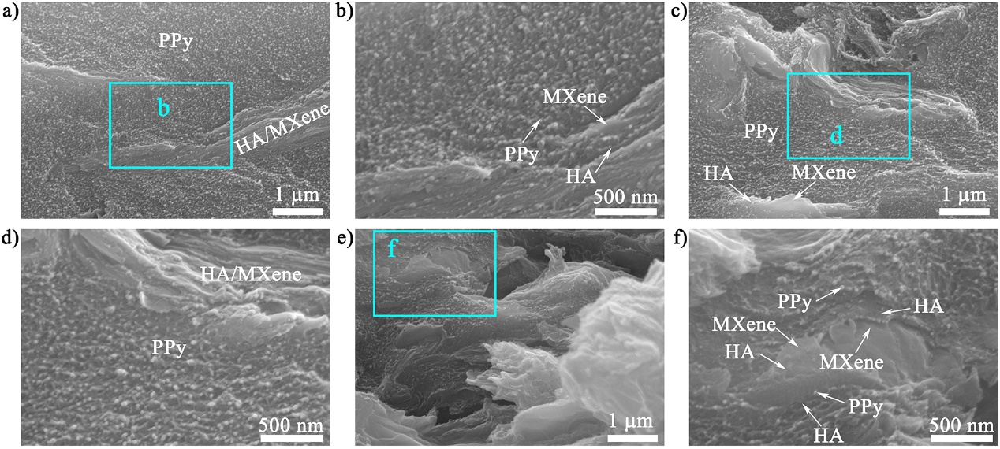 a)
PPy
b
HA/MXene
1 μm
b)
MXene
PPy
HA
500 nm
c)
PPy
d
HA
MXene
1 μm
d)
HA/MXene
PPy
500 nm
e)
f
1 μm
f)
PPy
HA
MXene
HA
MXene
PPy
HA
500 nm